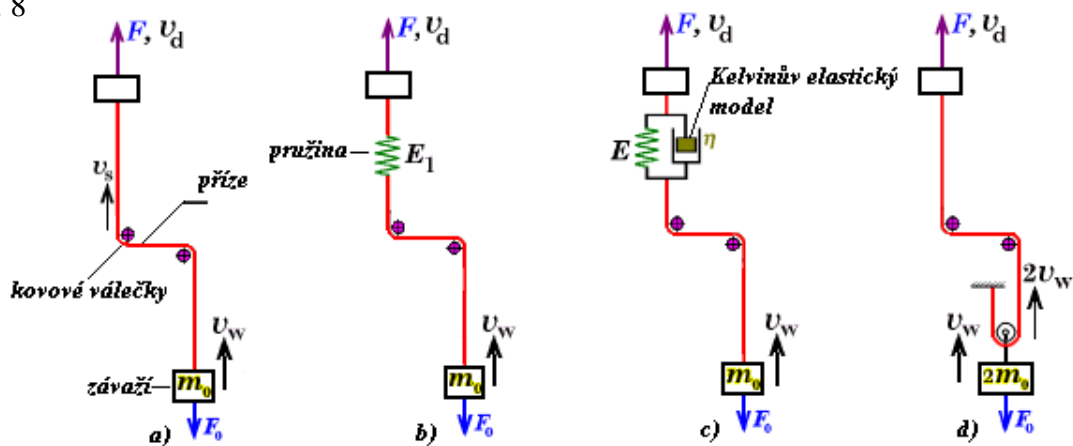 8
F, υd
F, υd
F, υd
F, υd
Kelvinův elastický
model
pružina
E1
E
η
υs
příze
kovové válečky
2υw
υw
υw
υw
υw
závaží
m0
m0
m0
2m0
F0
F0
F0
F0
a)
b)
c)
d)